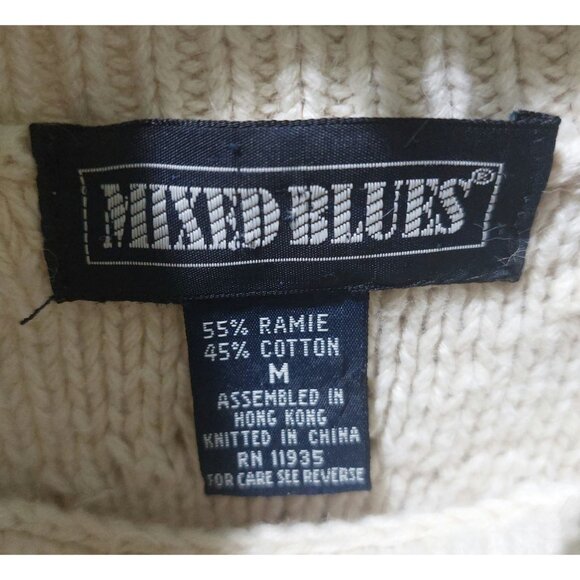 MIXED BLUES®
55% RAMIE
45% COTTON
M
ASSEMBLED IN
HONG KONG
KNITTED IN CHINA
RN 11935
FOR CARE SEE REVERSE